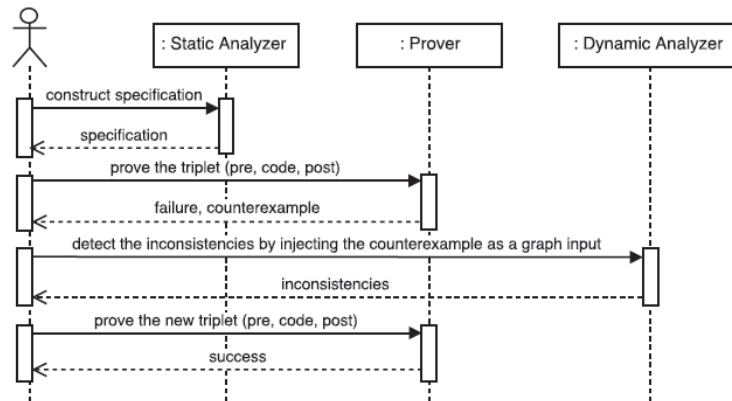 : Static Analyzer
: Prover
: Dynamic Analyzer
construct specification
specification
prove the triplet (pre, code, post)
failure, counterexample
detect the inconsistencies by injecting the counterexample as a graph input
inconsistencies
prove the new triplet (pre, code, post)
success